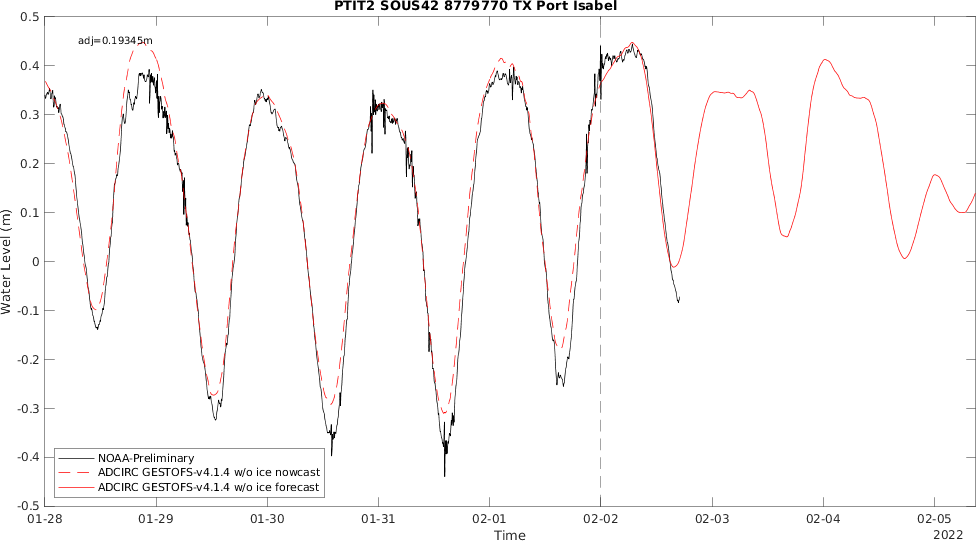 PTIT2 SOUS42 8779770 TX Port Isabel
adj=0.19345m
Water Level (m)
0.5
0.4
0.3
0.2
0.1
0
-0.1
-0.2
-0.3
-0.4
-0.5
NOAA-Preliminary
ADCIRC GESTOFS-v4.1.4 w/o ice nowcast
ADCIRC GESTOFS-v4.1.4 w/o ice forecast
01-28 01-29 01-30 01-31 02-01 02-02 02-03 02-04 02-05
Time
2022